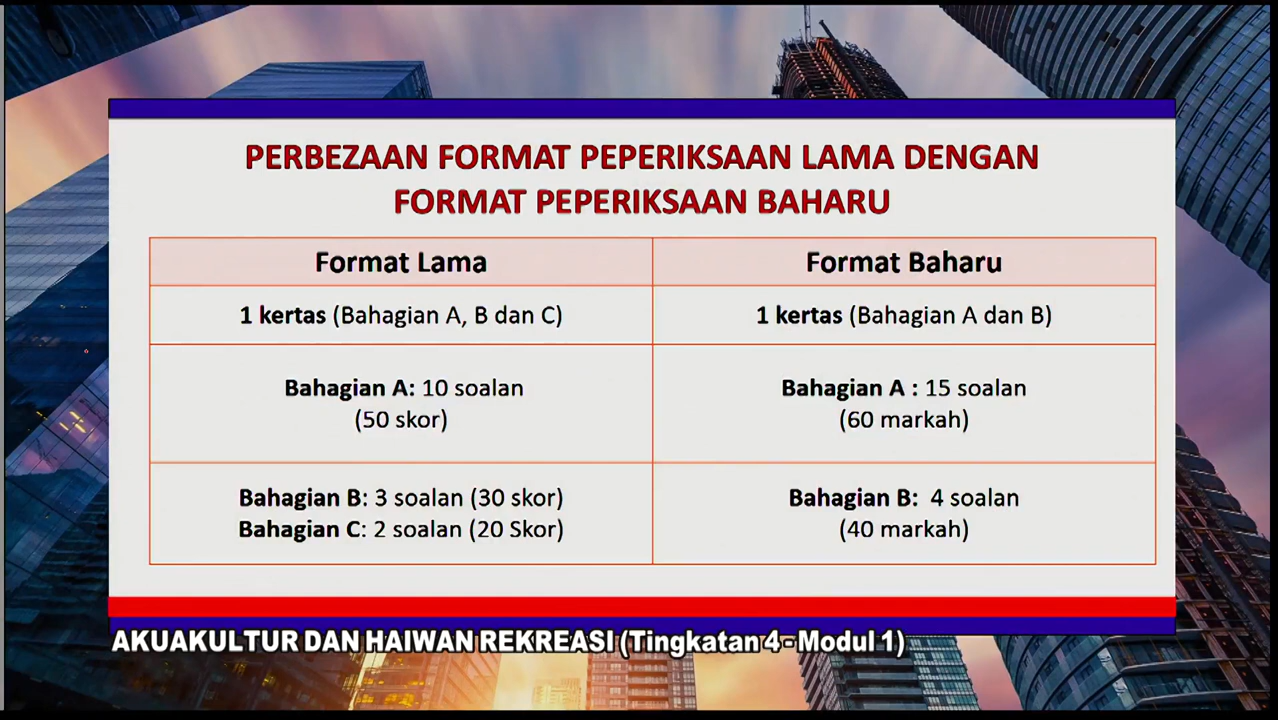 PERBEZAAN FORMAT PEPERIKSAAN LAMA DENGAN
FORMAT PEPERIKSAAN BAHARU
Format Lama
Format Baharu
1 kertas (Bahagian A, B dan C)
1 kertas (Bahagian A dan B)
Bahagian A: 10 soalan
(50 skor)
Bahagian A : 15 soalan
(60 markah)
Bahagian B: 3 soalan (30 skor)
Bahagian C: 2 soalan (20 Skor)
Bahagian B: 4 soalan
(40 markah)
AKUAKULTUR DAN HAIWAN REKREASI (Tingkatan 4 - Modul 1)